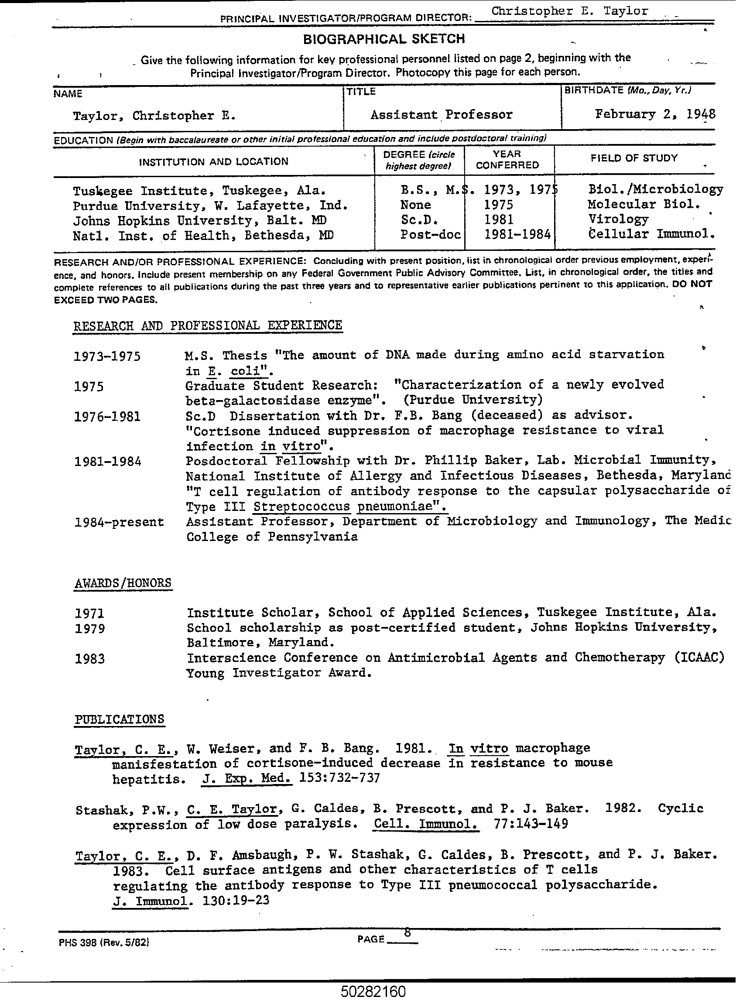 PRINCIPAL INVESTIGATOR/PROGRAM DIRECTOR: Christopher E. Taylor
BIOGRAPHICAL SKETCH
Give the following information for key professional personnel listed on page 2, beginning with the
Principal Investigator/Program Director. Photocopy this page for each person.
NAME TITLE BIRTHDATE (Mo., Day, Yr.)
Taylor, Christopher E. Assistant Professor February 2, 1948
EDUCATION (Begin with baccalaureate or other initial professional education and include postdoctoral training)
INSTITUTION AND LOCATION DEGREE (circle highest degree) YEAR CONFERRED FIELD OF STUDY
Tuskegee Institute, Tuskegee, Ala. B.S., M.S. 1973, 1975 Biol./Microbiology
Purdue University, W. Lafayette, Ind. None 1975 Molecular Biol.
Johns Hopkins University, Balt. MD Sc.D. 1981 Virology
Natl. Inst. of Health, Bethesda, MD Post-doc 1981-1984 Cellular Immunol.
RESEARCH AND/OR PROFESSIONAL EXPERIENCE: Concluding with present position, list in chronological order previous employment, experi-
ence, and honors. Include present membership on any Federal Government Public Advisory Committee. List, in chronological order, the titles and
complete references to all publications during the past three years and to representative earlier publications pertinent to this application. DO NOT
EXCEED TWO PAGES.
RESEARCH AND PROFESSIONAL EXPERIENCE
1973-1975 M.S. Thesis "The amount of DNA made during amino acid starvation
in E. coli".
1975 Graduate Student Research: "Characterization of a newly evolved
beta-galactosidase enzyme". (Purdue University)
1976-1981 Sc.D Dissertation with Dr. F.B. Bang (deceased) as advisor.
"Cortisone induced suppression of macrophage resistance to viral
infection in vitro".
1981-1984 Posdoctoral Fellowship with Dr. Phillip Baker, Lab. Microbial Immunity,
National Institute of Allergy and Infectious Diseases, Bethesda, Maryland
"T cell regulation of antibody response to the capsular polysaccharide of
Type III Streptococcus pneumoniae".
1984-present Assistant Professor, Department of Microbiology and Immunology, The Medic
College of Pennsylvania
AWARDS/HONORS
1971 Institute Scholar, School of Applied Sciences, Tuskegee Institute, Ala.
1979 School scholarship as post-certified student, Johns Hopkins University,
Baltimore, Maryland.
1983 Interscience Conference on Antimicrobial Agents and Chemotherapy (ICAAC)
Young Investigator Award.
PUBLICATIONS
Taylor, C. E., W. Weiser, and F. B. Bang. 1981. In vitro macrophage
manisfestation of cortisone-induced decrease in resistance to mouse
hepatitis. J. Exp. Med. 153:732-737
Stashak, P.W., C. E. Taylor, G. Caldes, B. Prescott, and P. J. Baker. 1982. Cyclic
expression of low dose paralysis. Cell. Immunol. 77:143-149
Taylor, C. E., D. F. Amsbaugh, P. W. Stashak, G. Caldes, B. Prescott, and P. J. Baker.
1983. Cell surface antigens and other characteristics of T cells
regulating the antibody response to Type III pneumococcal polysaccharide.
J. Immunol. 130:19-23
PHS 398 (Rev. 5/82) PAGE 8
50282160